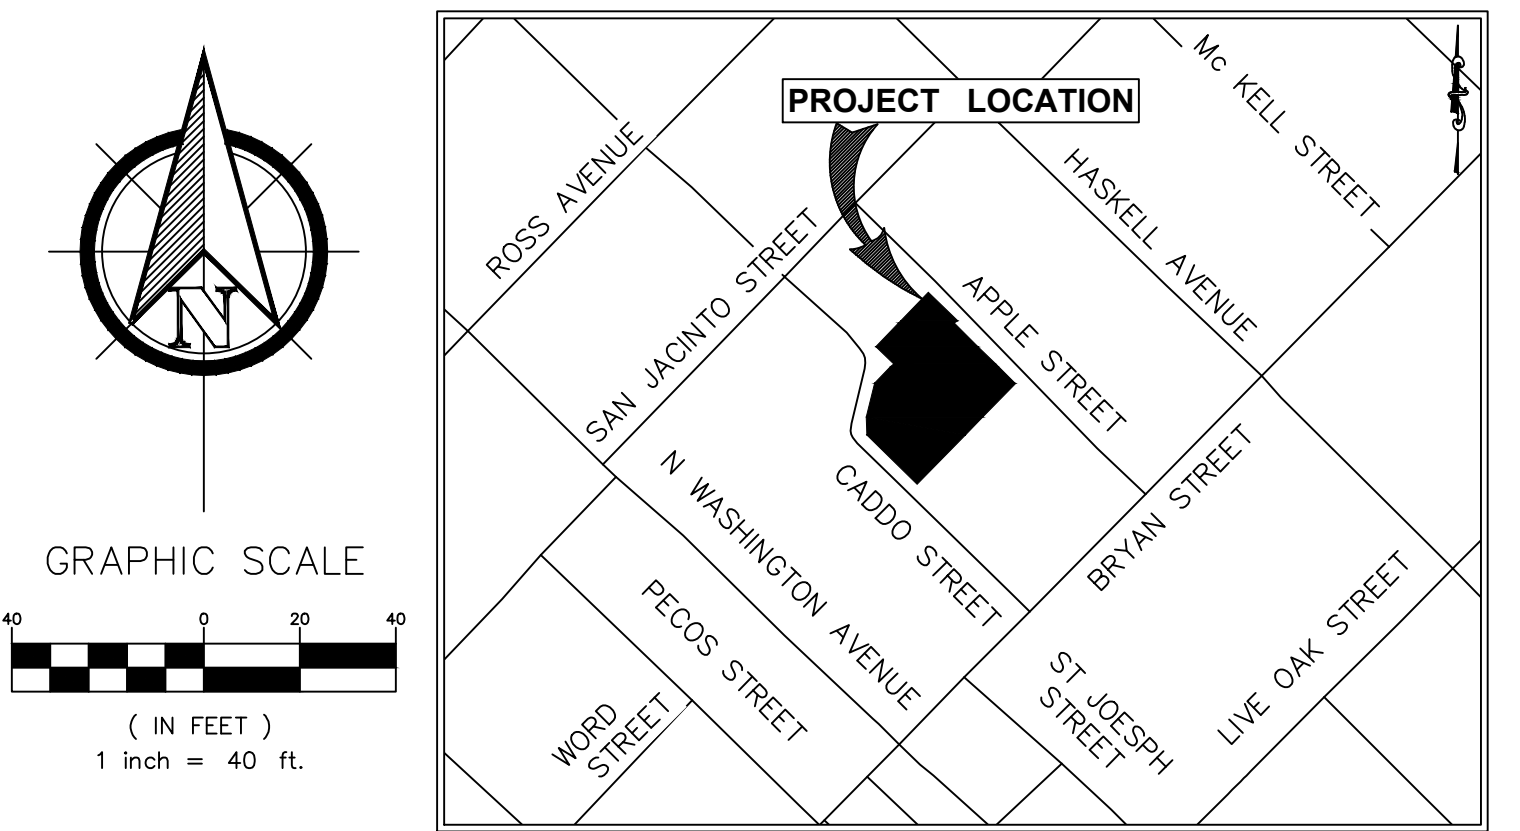 N
GRAPHIC SCALE
40 0 20 40
( IN FEET )
1 inch = 40 ft.
PROJECT LOCATION
Mc KELL STREET
ROSS AVENUE
HASKELL AVENUE
SAN JACINTO STREET
APPLE STREET
N WASHINGTON AVENUE
CADDO STREET
BRYAN STREET
PECOS STREET
LIVE OAK STREET
ST JOESPH
STREET
WORD
STREET